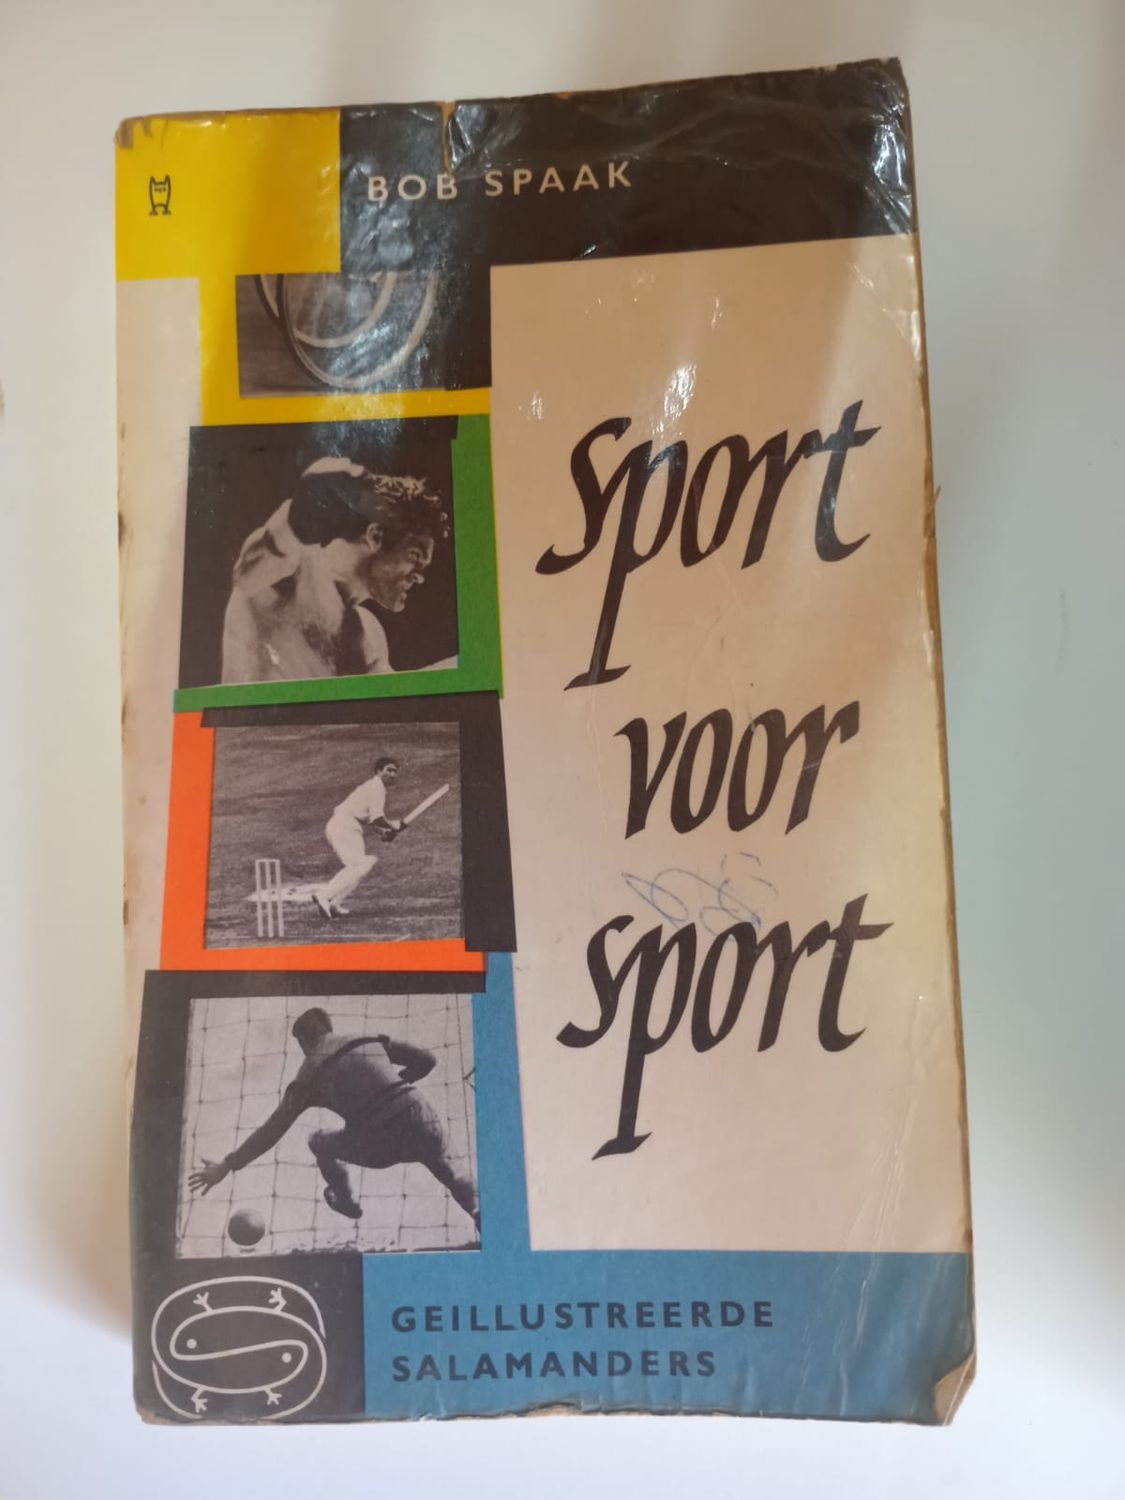 BOB SPAAK
Sport
voor
sport
GEILLUSTREERDE
SALAMANDERS